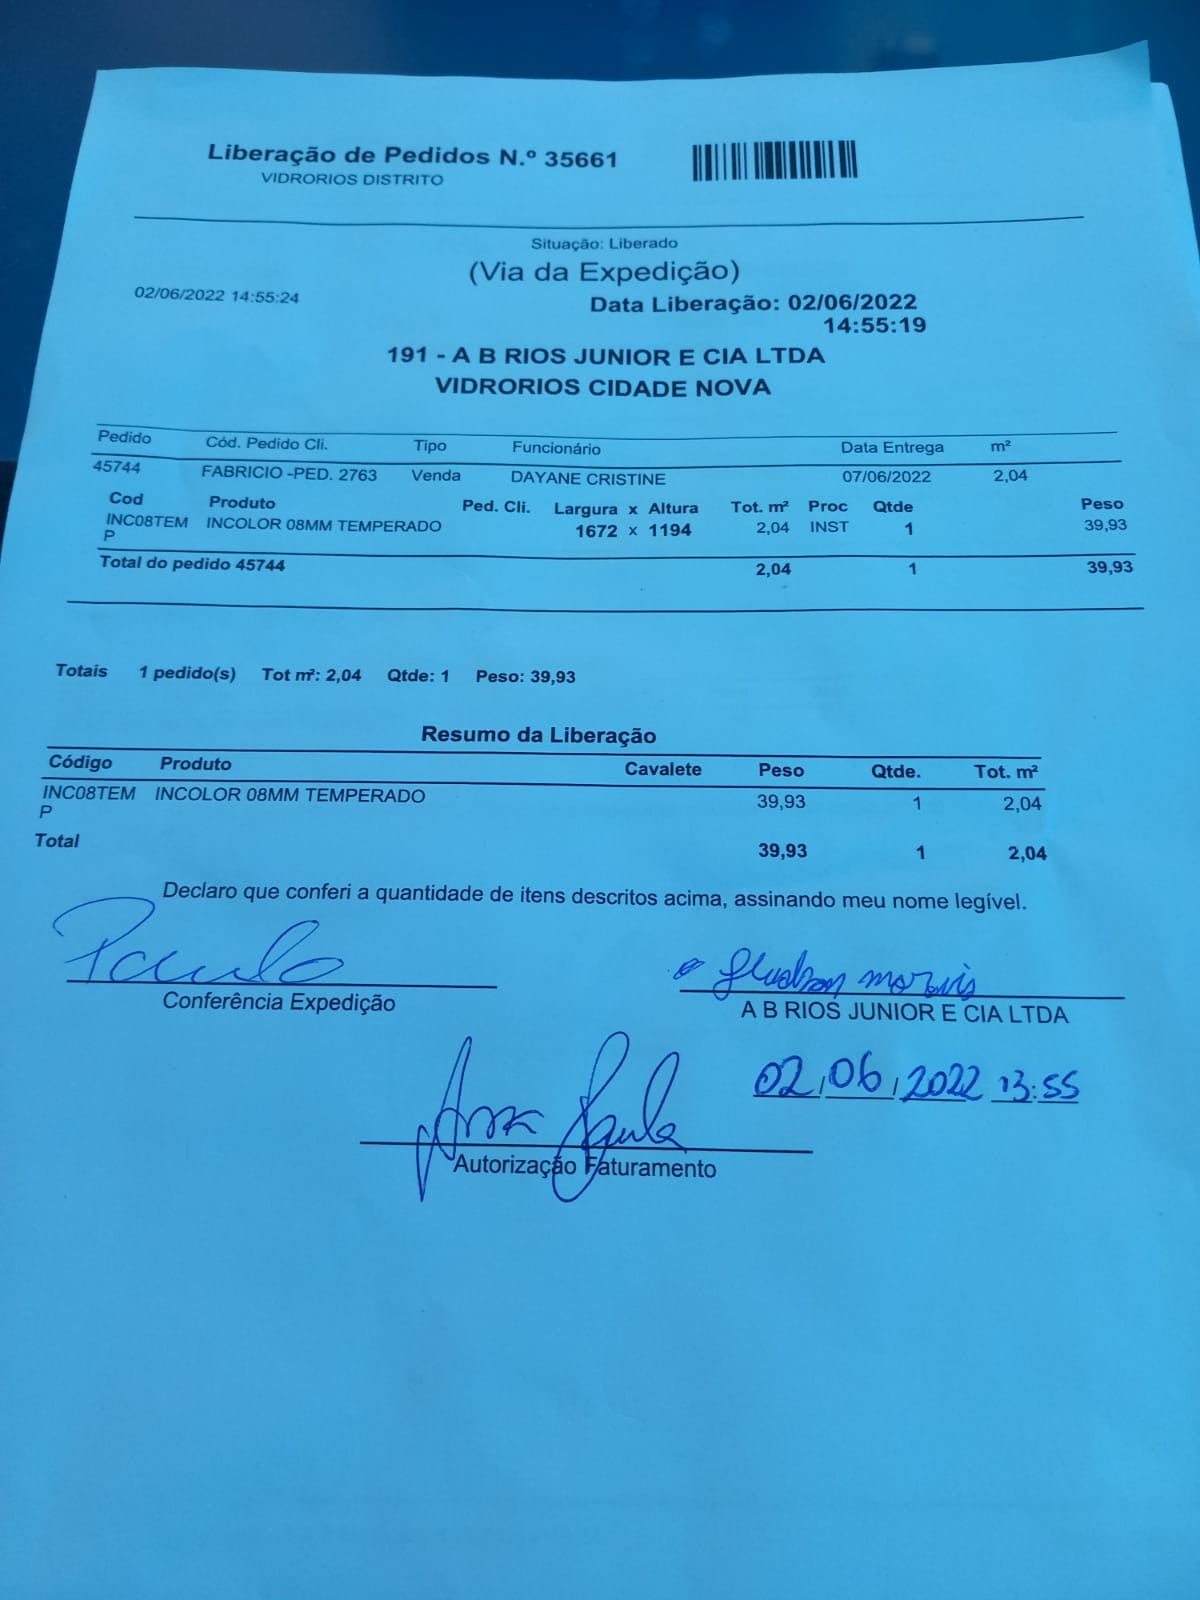 Liberação de Pedidos N.º 35661
VIDRORIOS DISTRITO
Situação: Liberado
(Via da Expedição)
02/06/2022 14:55:24
Data Liberação: 02/06/2022
14:55:19
191 - A B RIOS JUNIOR E CIA LTDA
VIDRORIOS CIDADE NOVA
Pedido Cód. Pedido Cli. Tipo Funcionário Data Entrega m²
45744 FABRICIO -PED. 2763 Venda DAYANE CRISTINE 07/06/2022 2,04
Cod Produto Ped. Cli. Largura x Altura Tot. m² Proc Qtde Peso
INC08TEM INCOLOR 08MM TEMPERADO 1672 x 1194 2,04 INST 1 39,93
P
Total do pedido 45744 2,04 1 39,93
Totais 1 pedido(s) Tot m²: 2,04 Qtde: 1 Peso: 39,93
Resumo da Liberação
Código Produto Cavalete Peso Qtde. Tot. m²
INC08TEM INCOLOR 08MM TEMPERADO 39,93 1 2,04
P
Total 39,93 1 2,04
Declaro que conferi a quantidade de itens descritos acima, assinando meu nome legível.
Paulo
Conferência Expedição
morais
A B RIOS JUNIOR E CIA LTDA
02/06/2022 13:55
Ana Paula
Autorização Faturamento